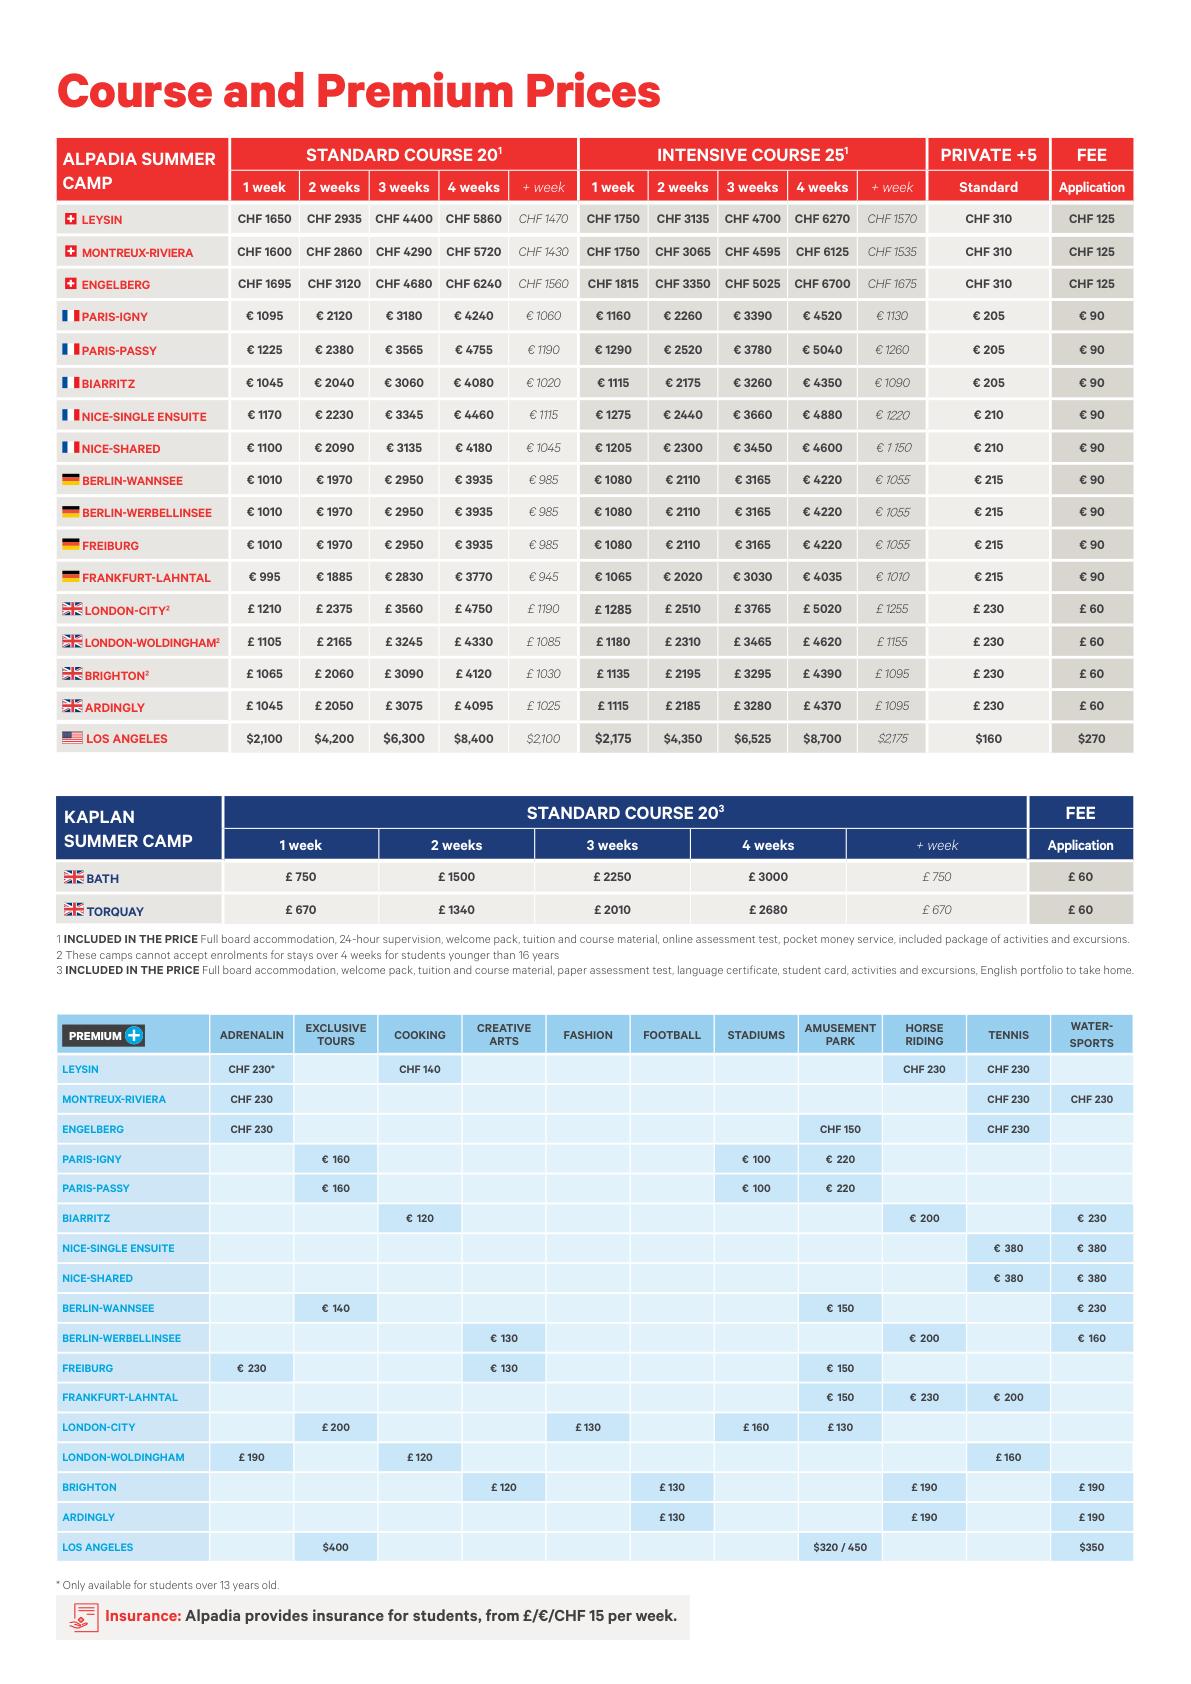 Course and Premium Prices
ALPADIA SUMMER CAMP STANDARD COURSE 20¹ INTENSIVE COURSE 25¹ PRIVATE +5 FEE
1 week 2 weeks 3 weeks 4 weeks + week 1 week 2 weeks 3 weeks 4 weeks + week Standard Application
LEYSIN CHF 1650 CHF 2935 CHF 4400 CHF 5860 CHF 1470 CHF 1750 CHF 3135 CHF 4700 CHF 6270 CHF 1570 CHF 310 CHF 125
MONTREUX-RIVIERA CHF 1600 CHF 2860 CHF 4290 CHF 5720 CHF 1430 CHF 1750 CHF 3065 CHF 4595 CHF 6125 CHF 1535 CHF 310 CHF 125
ENGELBERG CHF 1695 CHF 3120 CHF 4680 CHF 6240 CHF 1560 CHF 1815 CHF 3350 CHF 5025 CHF 6700 CHF 1675 CHF 310 CHF 125
PARIS-IGNY € 1095 € 2120 € 3180 € 4240 € 1060 € 1160 € 2260 € 3390 € 4520 € 1130 € 205 € 90
PARIS-PASSY € 1225 € 2380 € 3565 € 4755 € 1190 € 1290 € 2520 € 3780 € 5040 € 1260 € 205 € 90
BIARRITZ € 1045 € 2040 € 3060 € 4080 € 1020 € 1115 € 2175 € 3260 € 4350 € 1090 € 205 € 90
NICE-SINGLE ENSUITE € 1170 € 2230 € 3345 € 4460 € 1115 € 1275 € 2440 € 3660 € 4880 € 1220 € 210 € 90
NICE-SHARED € 1100 € 2090 € 3135 € 4180 € 1045 € 1205 € 2300 € 3450 € 4600 € 1 150 € 210 € 90
BERLIN-WANNSEE € 1010 € 1970 € 2950 € 3935 € 985 € 1080 € 2110 € 3165 € 4220 € 1055 € 215 € 90
BERLIN-WERBELLINSEE € 1010 € 1970 € 2950 € 3935 € 985 € 1080 € 2110 € 3165 € 4220 € 1055 € 215 € 90
FREIBURG € 1010 € 1970 € 2950 € 3935 € 985 € 1080 € 2110 € 3165 € 4220 € 1055 € 215 € 90
FRANKFURT-LAHNTAL € 995 € 1885 € 2830 € 3770 € 945 € 1065 € 2020 € 3030 € 4035 € 1010 € 215 € 90
LONDON-CITY² £ 1210 £ 2375 £ 3560 £ 4750 £ 1190 £ 1285 £ 2510 £ 3765 £ 5020 £ 1255 £ 230 £ 60
LONDON-WOLDINGHAM² £ 1105 £ 2165 £ 3245 £ 4330 £ 1085 £ 1180 £ 2310 £ 3465 £ 4620 £ 1155 £ 230 £ 60
BRIGHTON² £ 1065 £ 2060 £ 3090 £ 4120 £ 1030 £ 1135 £ 2195 £ 3295 £ 4390 £ 1095 £ 230 £ 60
ARDINGLY £ 1045 £ 2050 £ 3075 £ 4095 £ 1025 £ 1115 £ 2185 £ 3280 £ 4370 £ 1095 £ 230 £ 60
LOS ANGELES $2,100 $4,200 $6,300 $8,400 $2,100 $2,175 $4,350 $6,525 $8,700 $2,175 $160 $270
KAPLAN SUMMER CAMP STANDARD COURSE 20³ FEE
1 week 2 weeks 3 weeks 4 weeks + week Application
BATH £ 750 £ 1500 £ 2250 £ 3000 £ 750 £ 60
TORQUAY £ 670 £ 1340 £ 2010 £ 2680 £ 670 £ 60
1 INCLUDED IN THE PRICE Full board accommodation, 24-hour supervision, welcome pack, tuition and course material, online assessment test, pocket money service, included package of activities and excursions.
2 These camps cannot accept enrolments for stays over 4 weeks for students younger than 16 years
3 INCLUDED IN THE PRICE Full board accommodation, welcome pack, tuition and course material, paper assessment test, language certificate, student card, activities and excursions, English portfolio to take home.
PREMIUM + ADRENALIN EXCLUSIVE TOURS COOKING CREATIVE ARTS FASHION FOOTBALL STADIUMS AMUSEMENT PARK HORSE RIDING TENNIS WATER-SPORTS
LEYSIN CHF 230* CHF 140 CHF 230 CHF 230
MONTREUX-RIVIERA CHF 230 CHF 230 CHF 230
ENGELBERG CHF 230 CHF 150 CHF 230
PARIS-IGNY € 160 € 100 € 220
PARIS-PASSY € 160 € 100 € 220
BIARRITZ € 120 € 200 € 230
NICE-SINGLE ENSUITE € 380 € 380
NICE-SHARED € 380 € 380
BERLIN-WANNSEE € 140 € 150 € 230
BERLIN-WERBELLINSEE € 130 € 200 € 160
FREIBURG € 230 € 130 € 150
FRANKFURT-LAHNTAL € 150 € 230 € 200
LONDON-CITY £ 200 £ 130 £ 160 £ 130
LONDON-WOLDINGHAM £ 190 £ 120 £ 160
BRIGHTON £ 120 £ 130 £ 190 £ 190
ARDINGLY £ 130 £ 190 £ 190
LOS ANGELES $400 $320 / 450 $350
* Only available for students over 13 years old.
Insurance: Alpadia provides insurance for students, from £/€/CHF 15 per week.